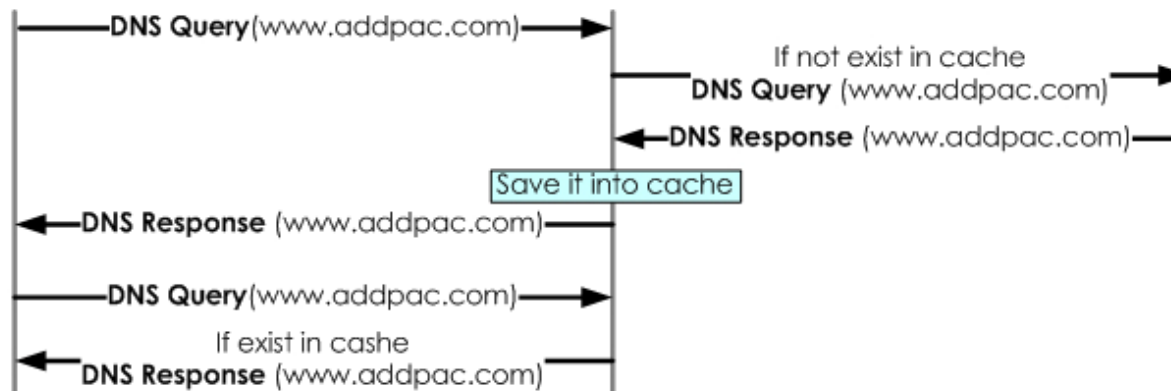 DNS Query(www.addpac.com)
If not exist in cache
DNS Query (www.addpac.com)
DNS Response (www.addpac.com)
Save it into cache
DNS Response (www.addpac.com)
DNS Query(www.addpac.com)
If exist in cashe
DNS Response (www.addpac.com)